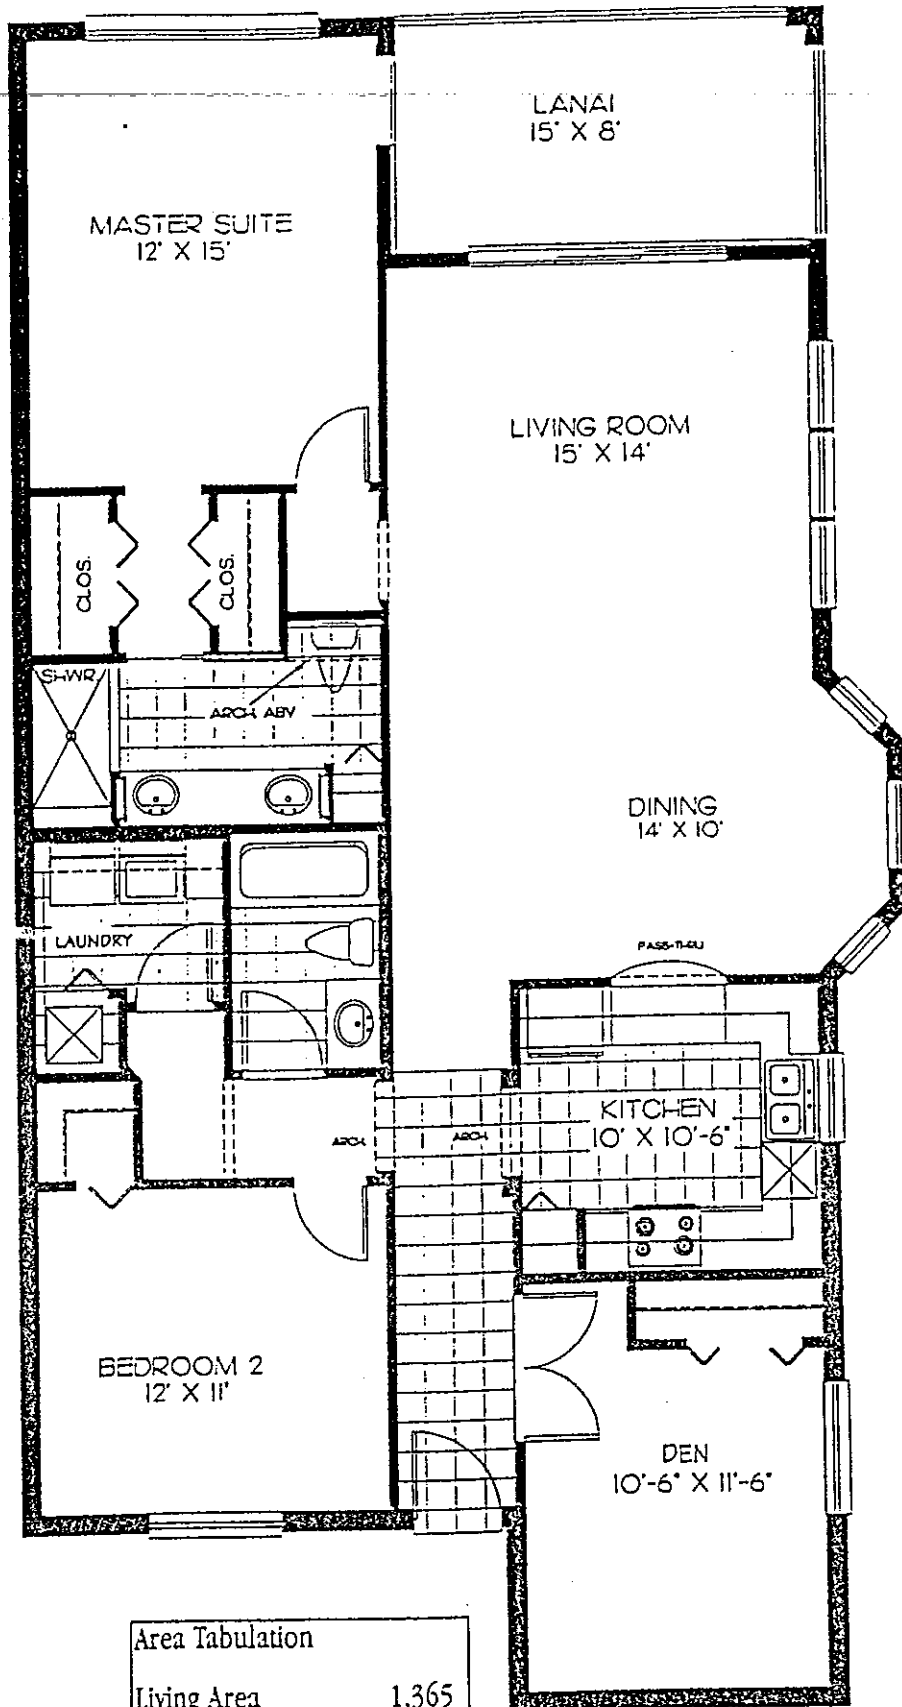 LANAI
15' X 8'
MASTER SUITE
12' X 15'
LIVING ROOM
15' X 14'
CLOS.
CLOS.
SHWR.
ARCH ABV
DINING
14' X 10'
LAUNDRY
PASS-THRU
KITCHEN
10' X 10'-6"
ARCH
ARCH
BEDROOM 2
12' X 11'
DEN
10'-6" X 11'-6"
Area Tabulation
Living Area 1,365